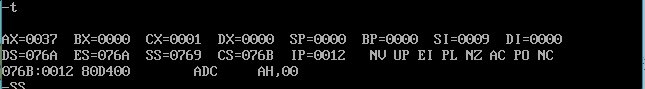 -t
AX=0037 BX=0000 CX=0001 DX=0000 SP=0000 BP=0000 SI=0009 DI=0000
DS=076A ES=076A SS=0769 CS=076B IP=0012 NV UP EI PL NZ AC PO NC
076B:0012 80D400 ADC AH,00
-SS